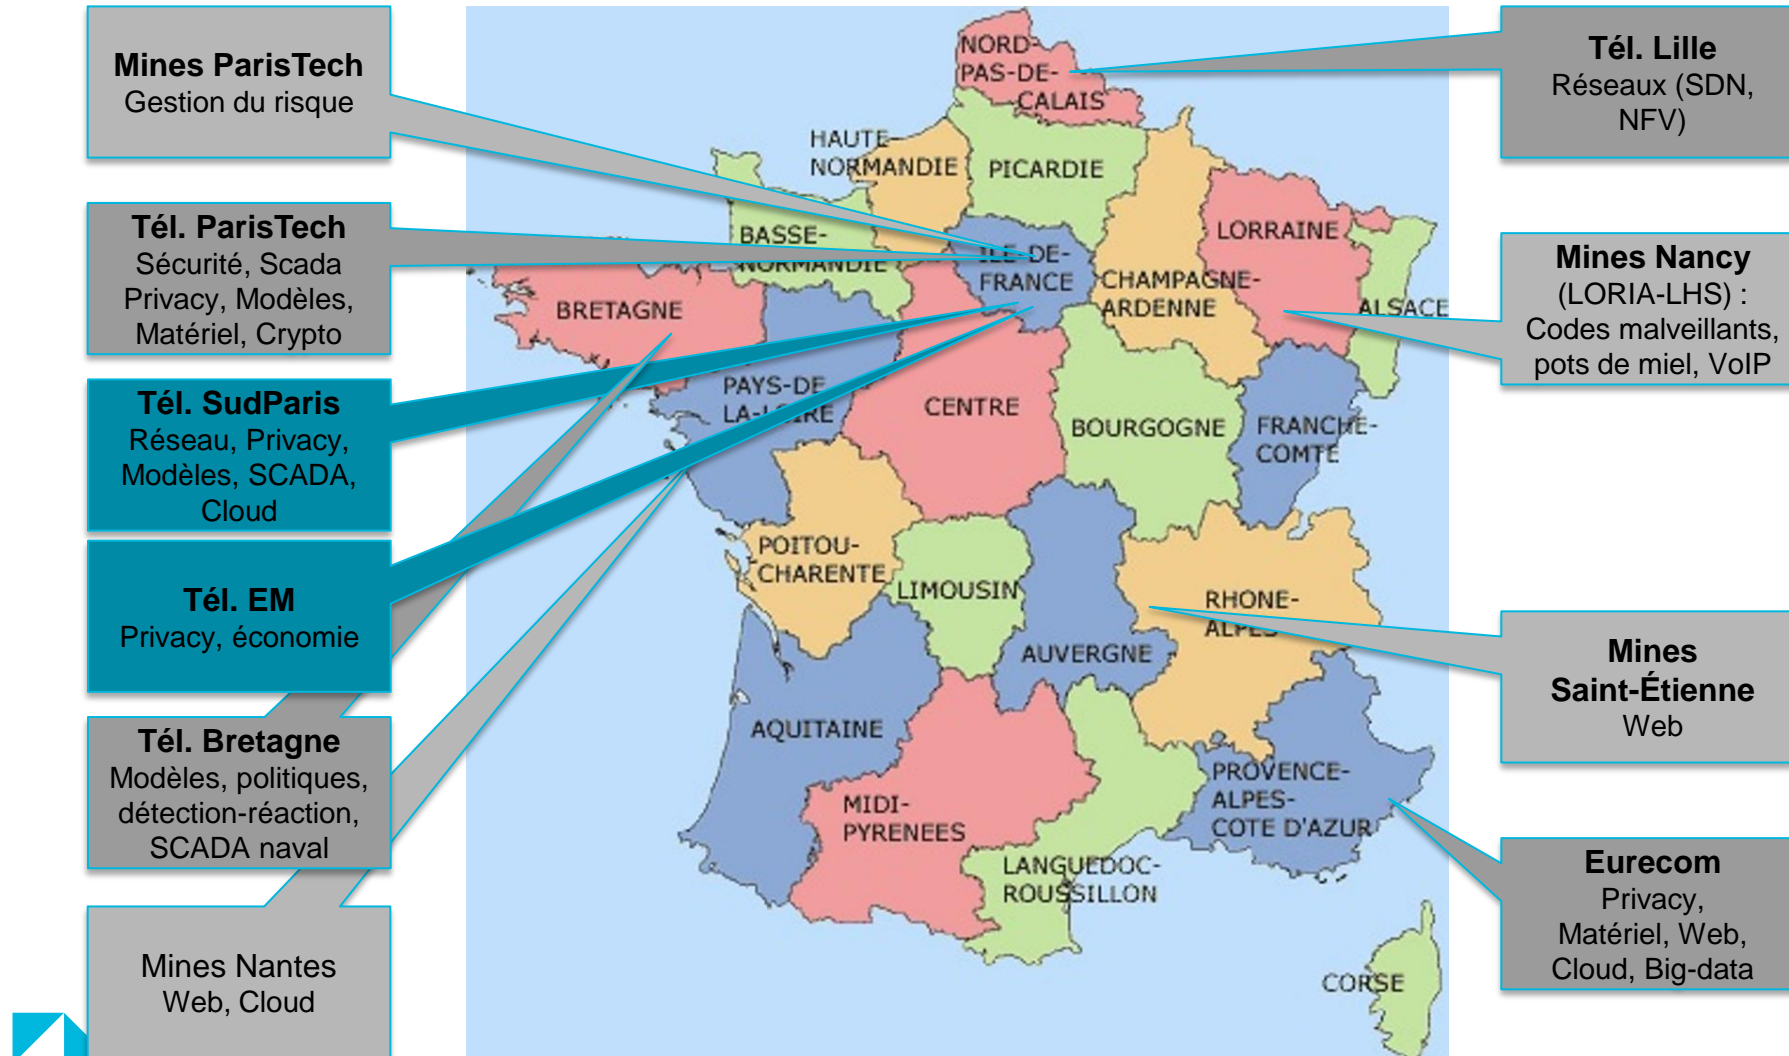 Mines ParisTech
Gestion du risque
Tél. ParisTech
Sécurité, Scada
Privacy, Modèles,
Matériel, Crypto
Tél. SudParis
Réseau, Privacy,
Modèles, SCADA,
Cloud
Tél. EM
Privacy, économie
Tél. Bretagne
Modèles, politiques,
détection-réaction,
SCADA naval
Mines Nantes
Web, Cloud
NORD-
PAS-DE-
CALAIS
HAUTE-
NORMANDIE
PICARDIE
BASSE-
NORMANDIE
ILE-DE-
FRANCE
CHAMPAGNE-
ARDENNE
LORRAINE
ALSACE
BRETAGNE
PAYS-DE
LA-LOIRE
CENTRE
BOURGOGNE
FRANCHE-
COMTE
POITOU-
CHARENTE
LIMOUSIN
AUVERGNE
RHONE-
ALPES
AQUITAINE
MIDI-
PYRENEES
LANGUEDOC-
ROUSSILLON
PROVENCE-
ALPES-
COTE D'AZUR
CORSE
Tél. Lille
Réseaux (SDN,
NFV)
Mines Nancy
(LORIA-LHS) :
Codes malveillants,
pots de miel, VoIP
Mines
Saint-Étienne
Web
Eurecom
Privacy,
Matériel, Web,
Cloud, Big-data